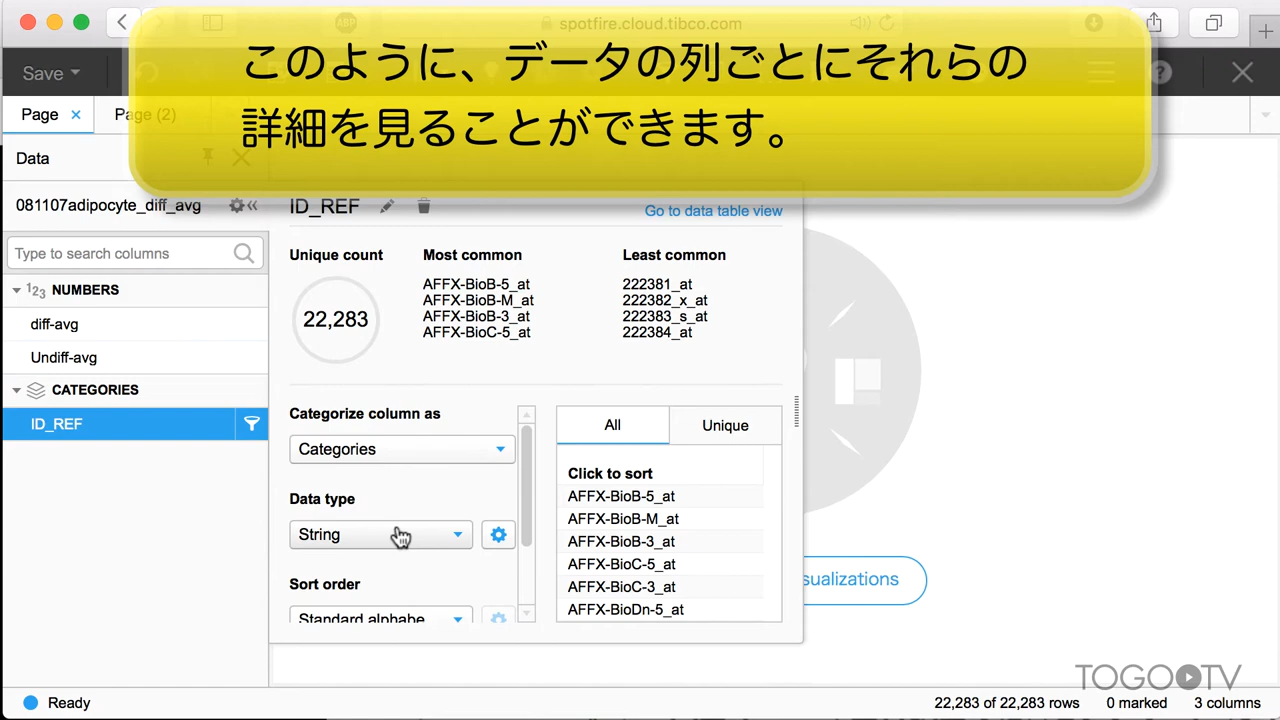 spotfire.cloud.tibco.com
このように、データの列ごとにそれらの
詳細を見ることができます。
Save
Page
Page (2)
Data
081107adipocyte_diff_avg
Type to search columns
123 NUMBERS
diff-avg
Undiff-avg
CATEGORIES
ID_REF
ID_REF
Go to data table view
Unique count
22,283
Most common
AFFX-BioB-5_at
AFFX-BioB-M_at
AFFX-BioB-3_at
AFFX-BioC-5_at
Least common
222381_at
222382_x_at
222383_s_at
222384_at
Categorize column as
Categories
Data type
String
Sort order
Standard alphabe
All
Unique
Click to sort
AFFX-BioB-5_at
AFFX-BioB-M_at
AFFX-BioB-3_at
AFFX-BioC-5_at
AFFX-BioC-3_at
AFFX-BioDn-5_at
sualizations
TOGOTV
Ready
22,283 of 22,283 rows
0 marked
3 columns